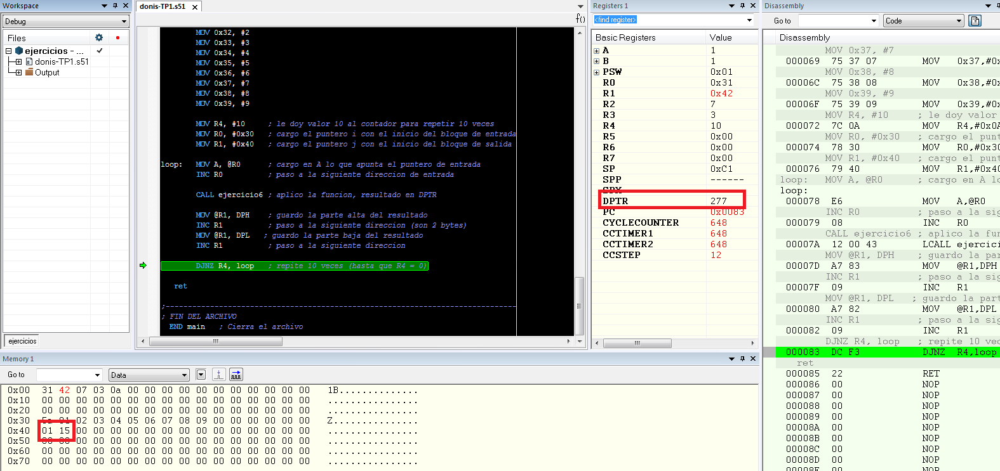 Workspace
Debug
Files
ejercicios - ...
donis-TP1.s51
Output
ejercicios
donis-TP1.s51
f()
MOV 0x32, #2
MOV 0x33, #3
MOV 0x34, #4
MOV 0x35, #5
MOV 0x36, #6
MOV 0x37, #7
MOV 0x38, #8
MOV 0x39, #9
MOV R4, #10 ; le doy valor 10 al contador para repetir 10 veces
MOV R0, #0x30 ; cargo el puntero i con el inicio del bloque de entrada
MOV R1, #0x40 ; cargo el puntero j con el inicio del bloque de salida
loop: MOV A, @R0 ; cargo en A lo que apunta el puntero de entrada
INC R0 ; paso a la siguiente direccion de entrada
CALL ejercicio6 ; aplico la funcion, resultado en DPTR
MOV @R1, DPH ; guardo la parte alta del resultado
INC R1 ; paso a la siguiente direccion (son 2 bytes)
MOV @R1, DPL ; guardo la parte baja del resultado
INC R1 ; paso a la siguiente direccion
DJNZ R4, loop ; repite 10 veces (hasta que R4 = 0)
ret
;--------------------------------------------------------------------------------
; FIN DEL ARCHIVO
END main ; Cierra el archivo
Registers 1
<find register>
Basic Registers Value
A 1
B 1
PSW 0x01
R0 0x31
R1 0x42
R2 7
R3 3
R4 10
R5 0x00
R6 0x00
R7 0x00
SP 0xC1
SPP ------
SPX
DPTR 277
PC 0x0083
CYCLECOUNTER 648
CCTIMER1 648
CCTIMER2 648
CCSTEP 12
Disassembly
Go to Code
Disassembly
MOV 0x37, #7
000069 75 37 07 MOV 0x37,#0x
MOV 0x38, #8
00006C 75 38 08 MOV 0x38,#0x
MOV 0x39, #9
00006F 75 39 09 MOV 0x39,#0x
MOV R4, #10 ; le doy valor
000072 7C 0A MOV R4,#0x0A
MOV R0, #0x30 ; cargo el punt
000074 78 30 MOV R0,#0x30
MOV R1, #0x40 ; cargo el punt
000076 79 40 MOV R1,#0x40
loop: MOV A, @R0 ; cargo en A lo
loop:
000078 E6 MOV A,@R0
INC R0 ; paso a la sig
000079 08 INC R0
CALL ejercicio6 ; aplico la fun
00007A 12 00 43 LCALL ejercici
MOV @R1, DPH ; guardo la part
00007D A7 83 MOV @R1,DPH
INC R1 ; paso a la sig
00007F 09 INC R1
MOV @R1, DPL ; guardo la part
000080 A7 82 MOV @R1,DPL
INC R1 ; paso a la sig
000082 09 INC R1
DJNZ R4, loop ; repite 10 vec
000083 DC F3 DJNZ R4,loop
ret
000085 22 RET
000086 00 NOP
000087 00 NOP
000088 00 NOP
000089 00 NOP
00008A 00 NOP
00008B 00 NOP
00008C 00 NOP
00008D 00 NOP
00008E 00 NOP
Memory 1
Go to Data
0x00 31 42 07 03 0a 00 00 00 00 00 00 00 00 00 00 00 1B..............
0x10 00 00 00 00 00 00 00 00 00 00 00 00 00 00 00 00 ................
0x20 00 00 00 00 00 00 00 00 00 00 00 00 00 00 00 00 ................
0x30 5a 01 02 03 04 05 06 07 08 09 00 00 00 00 00 00 Z...............
0x40 01 15 00 00 00 00 00 00 00 00 00 00 00 00 00 00 ................
0x50 00 00 00 00 00 00 00 00 00 00 00 00 00 00 00 00 ................
0x60 00 00 00 00 00 00 00 00 00 00 00 00 00 00 00 00 ................
0x70 00 00 00 00 00 00 00 00 00 00 00 00 00 00 00 00 ................